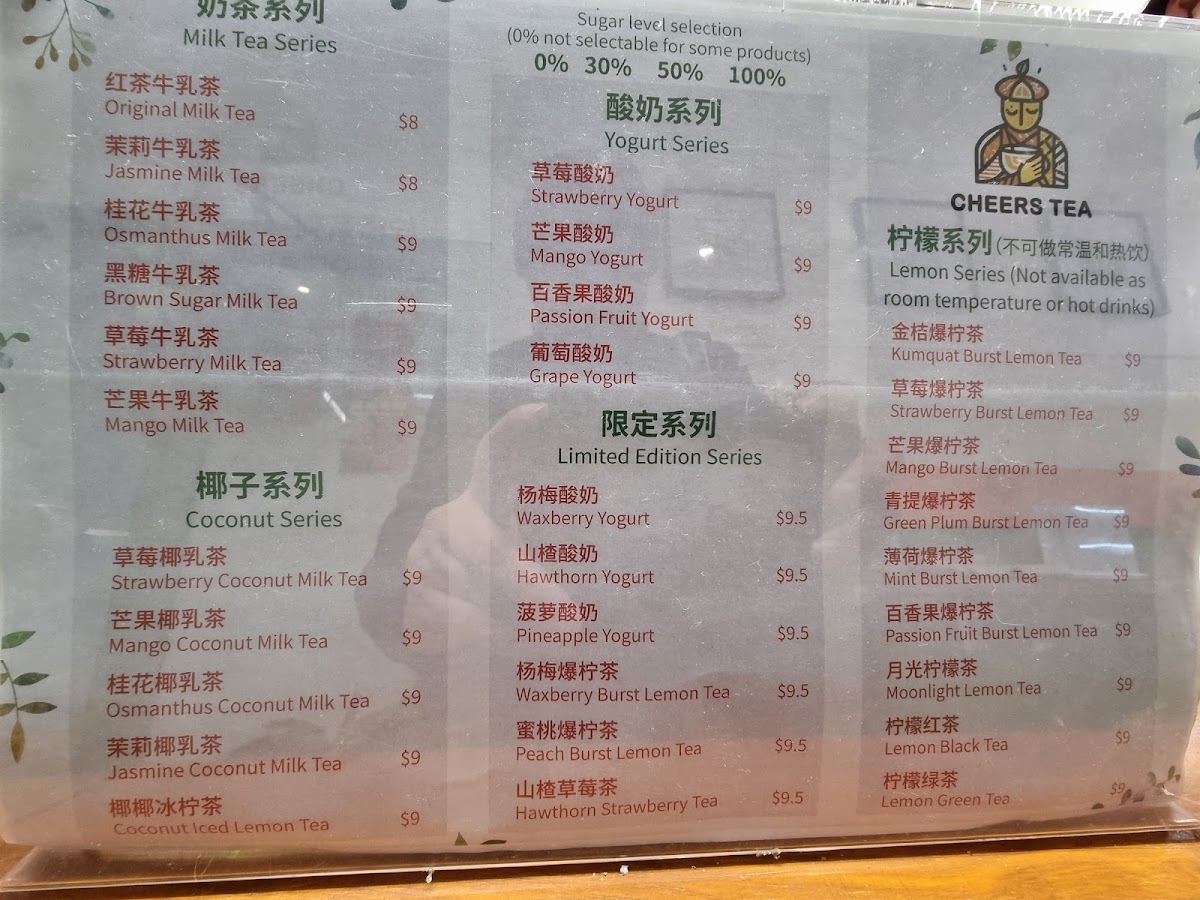 奶茶系列
Milk Tea Series
红茶牛乳茶
Original Milk Tea $8
茉莉牛乳茶
Jasmine Milk Tea $8
桂花牛乳茶
Osmanthus Milk Tea $9
黑糖牛乳茶
Brown Sugar Milk Tea $9
草莓牛乳茶
Strawberry Milk Tea $9
芒果牛乳茶
Mango Milk Tea $9
椰子系列
Coconut Series
草莓椰乳茶
Strawberry Coconut Milk Tea $9
芒果椰乳茶
Mango Coconut Milk Tea $9
桂花椰乳茶
Osmanthus Coconut Milk Tea $9
茉莉椰乳茶
Jasmine Coconut Milk Tea $9
椰椰冰柠茶
Coconut Iced Lemon Tea $9
Sugar level selection
(0% not selectable for some products)
0% 30% 50% 100%
酸奶系列
Yogurt Series
草莓酸奶
Strawberry Yogurt $9
芒果酸奶
Mango Yogurt $9
百香果酸奶
Passion Fruit Yogurt $9
葡萄酸奶
Grape Yogurt $9
限定系列
Limited Edition Series
杨梅酸奶
Waxberry Yogurt $9.5
山楂酸奶
Hawthorn Yogurt $9.5
菠萝酸奶
Pineapple Yogurt $9.5
杨梅爆柠茶
Waxberry Burst Lemon Tea $9.5
蜜桃爆柠茶
Peach Burst Lemon Tea $9.5
山楂草莓茶
Hawthorn Strawberry Tea $9.5
CHEERS TEA
柠檬系列(不可做常温和热饮)
Lemon Series (Not available as
room temperature or hot drinks)
金桔爆柠茶
Kumquat Burst Lemon Tea $9
草莓爆柠茶
Strawberry Burst Lemon Tea $9
芒果爆柠茶
Mango Burst Lemon Tea $9
青提爆柠茶
Green Plum Burst Lemon Tea $9
薄荷爆柠茶
Mint Burst Lemon Tea $9
百香果爆柠茶
Passion Fruit Burst Lemon Tea $9
月光柠檬茶
Moonlight Lemon Tea $9
柠檬红茶
Lemon Black Tea $9
柠檬绿茶
Lemon Green Tea $9